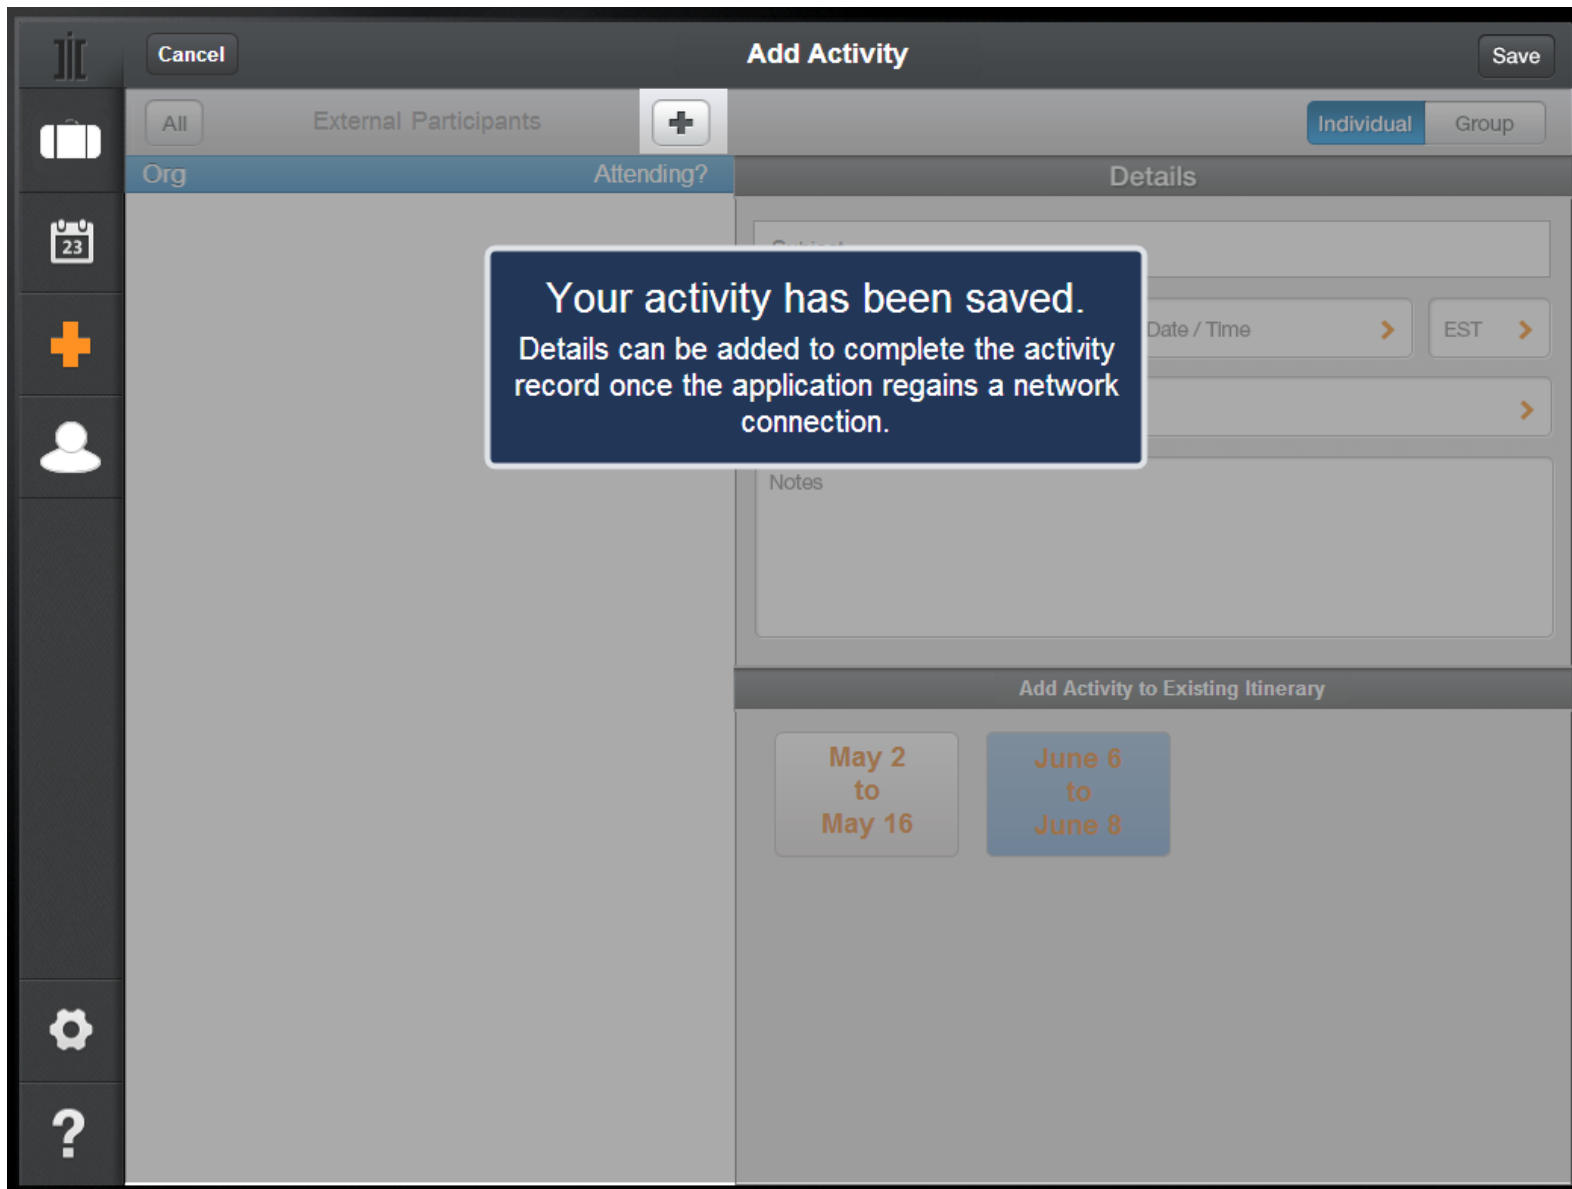 Cancel
Add Activity
Save
All
External Participants
Individual
Group
Org
Attending?
Details
23
Your activity has been saved.
Details can be added to complete the activity
record once the application regains a network
connection.
Date / Time
EST
Notes
Add Activity to Existing Itinerary
May 2
to
May 16
June 6
to
June 8
?